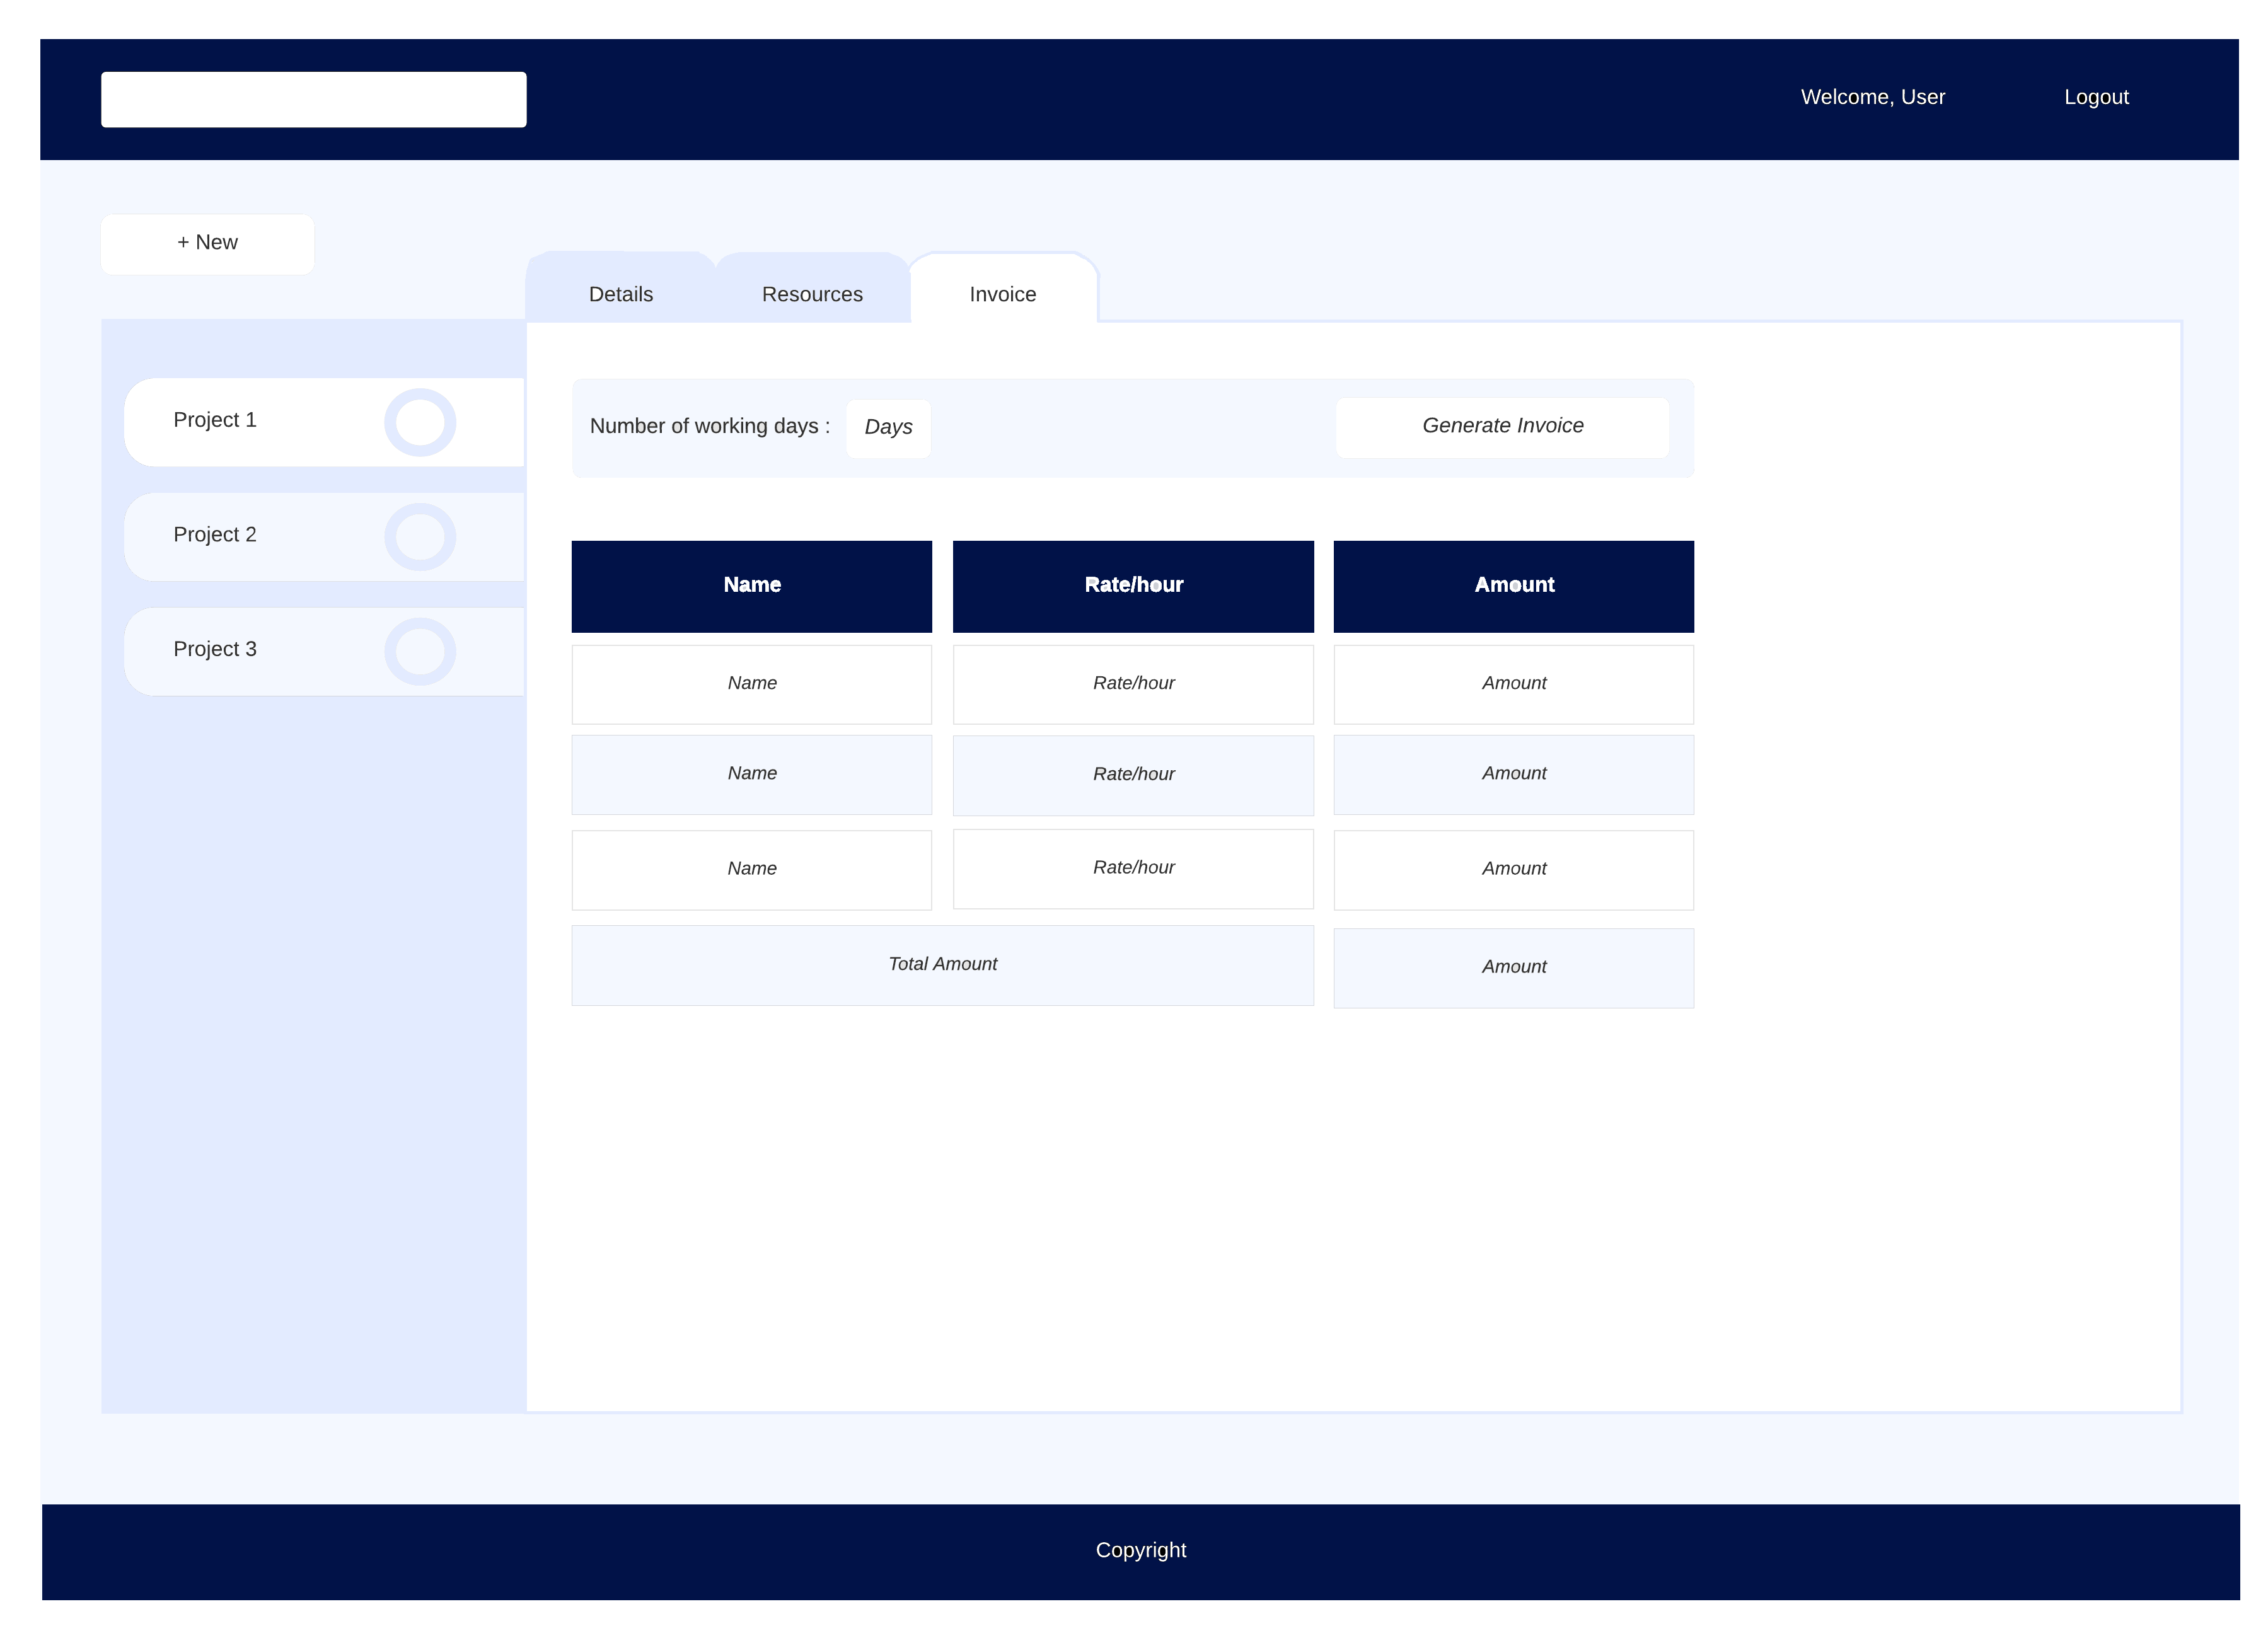 Welcome, User
Logout
+ New
Details
Resources
Invoice
Project 1
Project 2
Project 3
Number of working days :
Days
Generate Invoice
Name
Rate/hour
Amount
Name
Rate/hour
Amount
Name
Rate/hour
Amount
Name
Rate/hour
Amount
Total Amount
Amount
Copyright